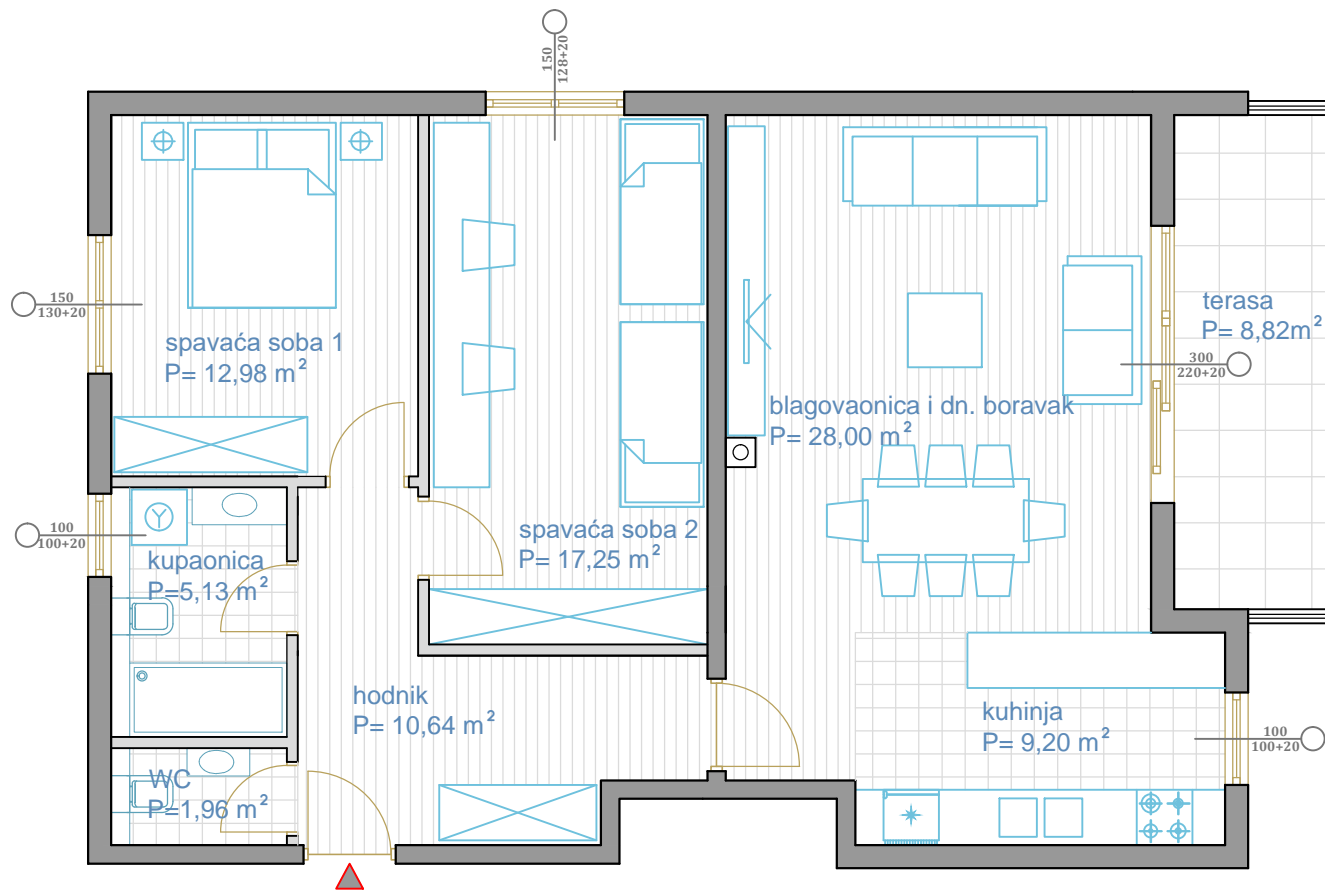 150
128+20
spavaća soba 1
P= 12,98 m²
150
130+20
terasa
P= 8,82m²
300
220+20
blagovaonica i dn. boravak
P= 28,00 m²
spavaća soba 2
P= 17,25 m²
100
100+20
kupaonica
P=5,13 m²
hodnik
P= 10,64 m²
kuhinja
P= 9,20 m²
100
100+20
WC
P=1,96 m²